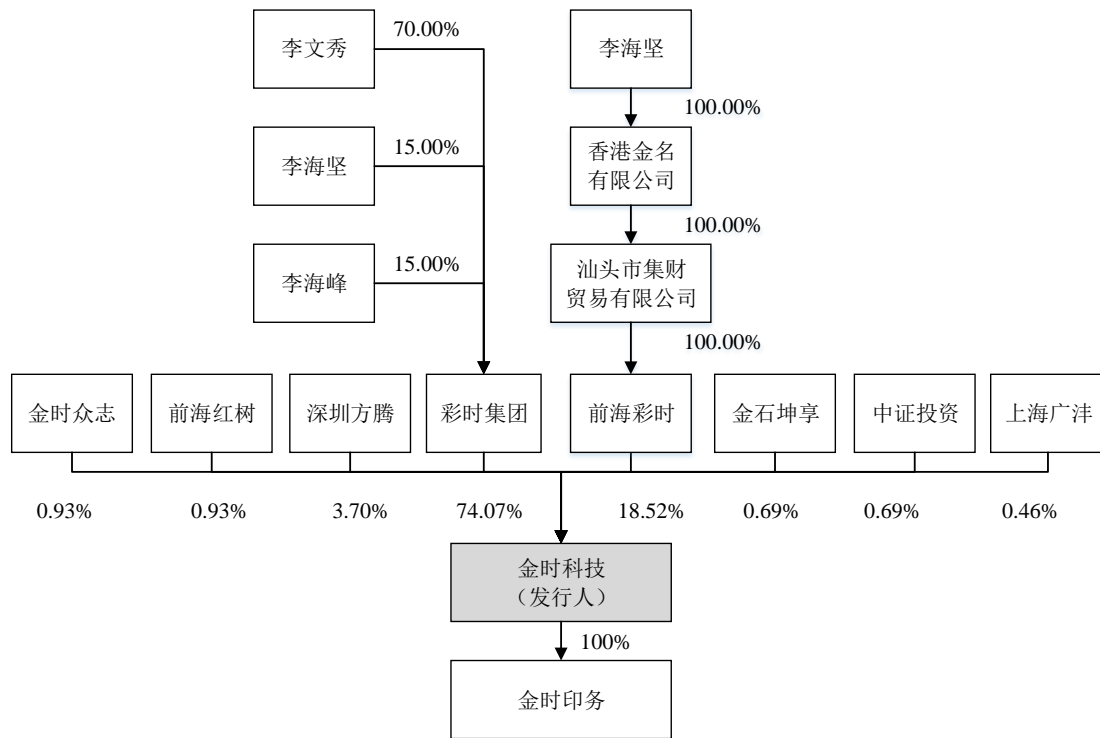 李文秀
70.00%
李海坚
100.00%
李海坚
15.00%
香港金名
有限公司
100.00%
李海峰
15.00%
汕头市集财
贸易有限公司
100.00%
金时众志
前海红树
深圳方腾
彩时集团
前海彩时
金石坤享
中证投资
上海广沣
0.93%
0.93%
3.70%
74.07%
18.52%
0.69%
0.69%
0.46%
金时科技
（发行人）
100%
金时印务